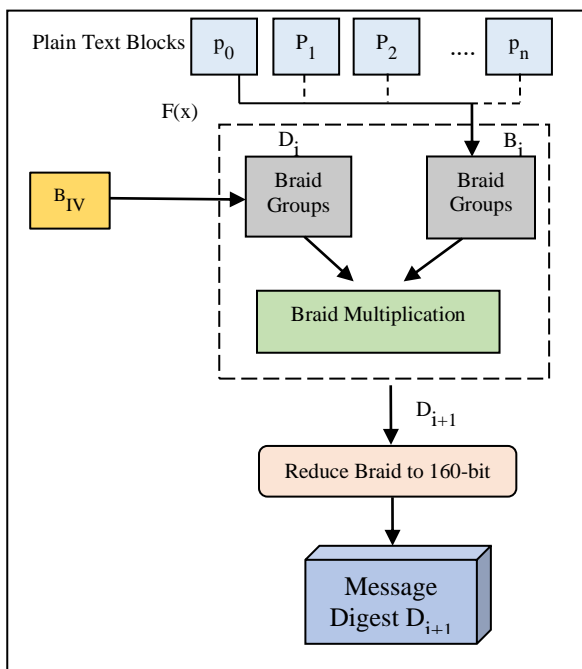 Plain Text Blocks p0 P1 P2 .... pn
F(x)
Di Bi
Braid Groups
Braid Groups
BIV
Braid Multiplication
Di+1
Reduce Braid to 160-bit
Message
Digest Di+1